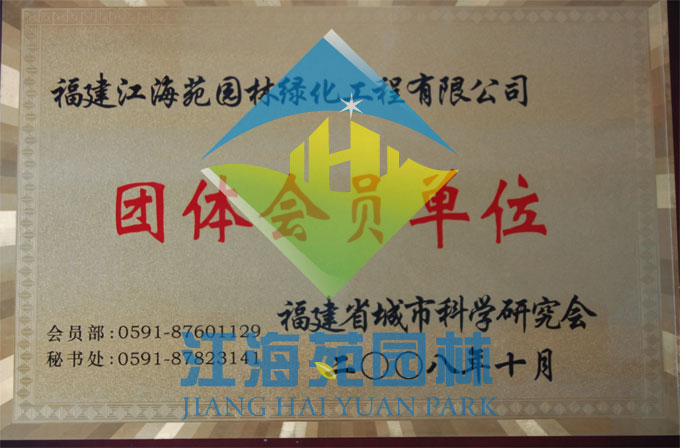 福建江海苑园林绿化工程有限公司
团体会员单位
福建省城市科学研究会
会员部:0591-87601129
秘书处:0591-87823141
二〇〇八年十月
江海苑园林
JIANG HAI YUAN PARK